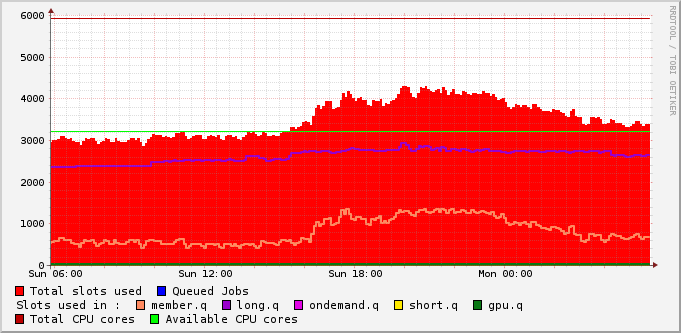 6000
5000
4000
3000
2000
1000
0
Sun 06:00 Sun 12:00 Sun 18:00 Mon 00:00
RRDTOOL / TOBI OETIKER
Total slots used Queued Jobs
Slots used in : member.q long.q ondemand.q short.q gpu.q
Total CPU cores Available CPU cores